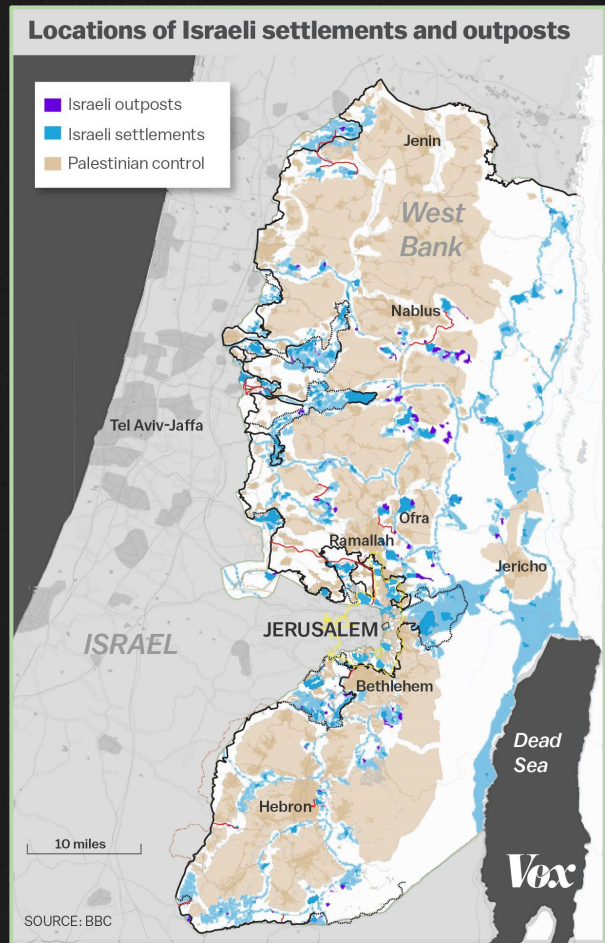 Locations of Israeli settlements and outposts
Israeli outposts
Israeli settlements
Palestinian control
Jenin
West
Bank
Nablus
Tel Aviv-Jaffa
Ofra
Ramallah
Jericho
JERUSALEM
ISRAEL
Bethlehem
Dead
Sea
Hebron
10 miles
Vox
SOURCE: BBC